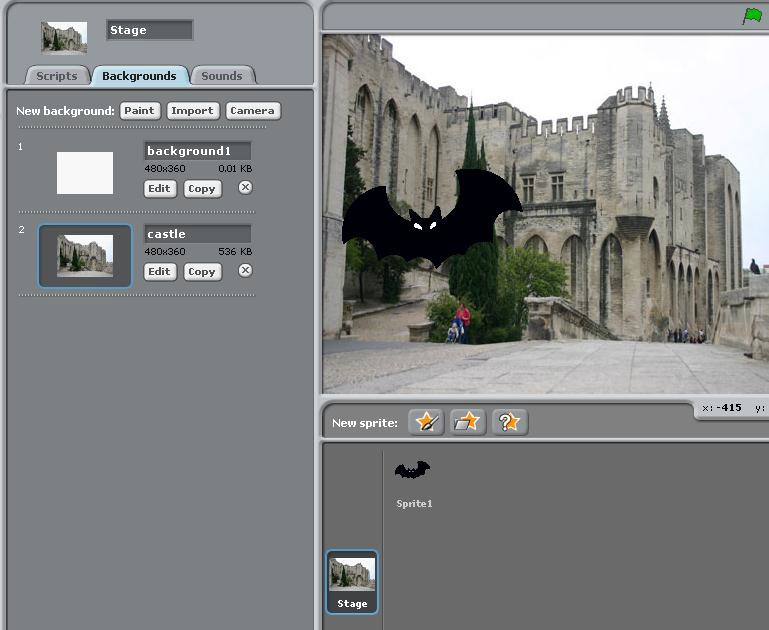 Stage
Scripts Backgrounds Sounds
New background: Paint Import Camera
1
background1
480x360 0.01 KB
Edit Copy
2
castle
480x360 536 KB
Edit Copy
x: -415 y:
New sprite:
Sprite1
Stage